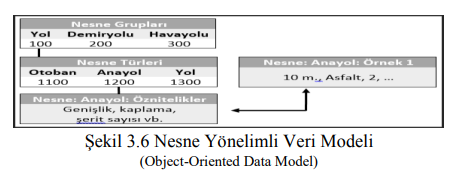 Nesne Grupları
Yol Demiryolu Havayolu
100 200 300
Nesne Türleri
Otoban Anayol Yol
1100 1200 1300
Nesne: Anayol: Öznitelikler
Genişlik, kaplama,
şerit sayısı vb.
Nesne: Anayol: Örnek 1
10 m., Asfalt, 2, ...
Şekil 3.6 Nesne Yönelimli Veri Modeli
(Object-Oriented Data Model)